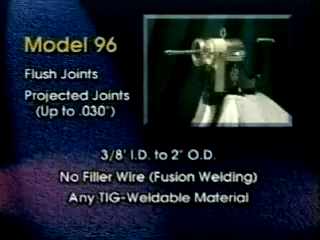 Model 96
Flush Joints
Projected Joints
(Up to .030")
3/8' I.D. to 2" O.D.
No Filler Wire (Fusion Welding)
Any TIG-Weldable Material